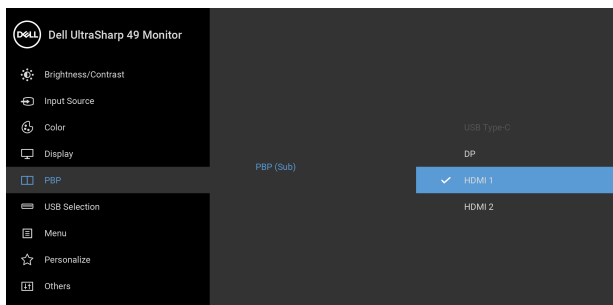 DELL Dell UltraSharp 49 Monitor
Brightness/Contrast
Input Source
Color
Display
PBP
USB Selection
Menu
Personalize
Others
PBP (Sub)
USB Type-C
DP
HDMI 1
HDMI 2